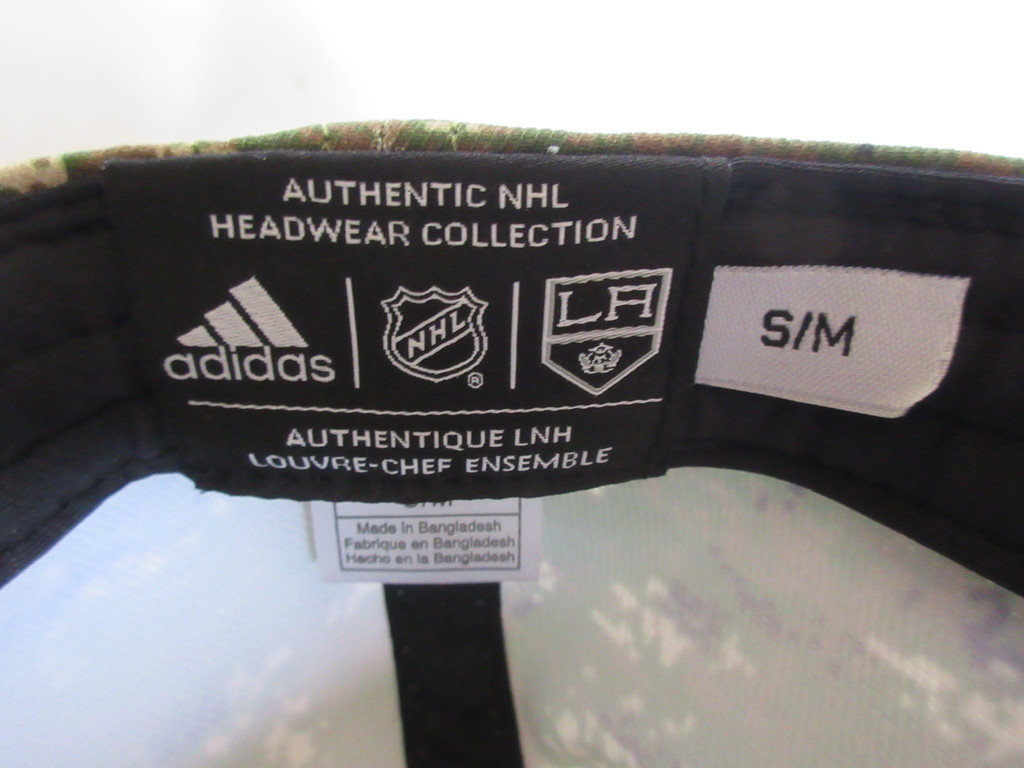 AUTHENTIC NHL
HEADWEAR COLLECTION
adidas
NHL
®
LA
S/M
AUTHENTIQUE LNH
LOUVRE-CHEF ENSEMBLE
S/M
Made in Bangladesh
Fabrique en Bangladesh
Hecho en la Bangladesh